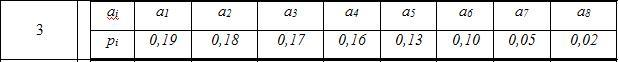 3 ai a1 a2 a3 a4 a5 a6 a7 a8
pi 0,19 0,18 0,17 0,16 0,13 0,10 0,05 0,02